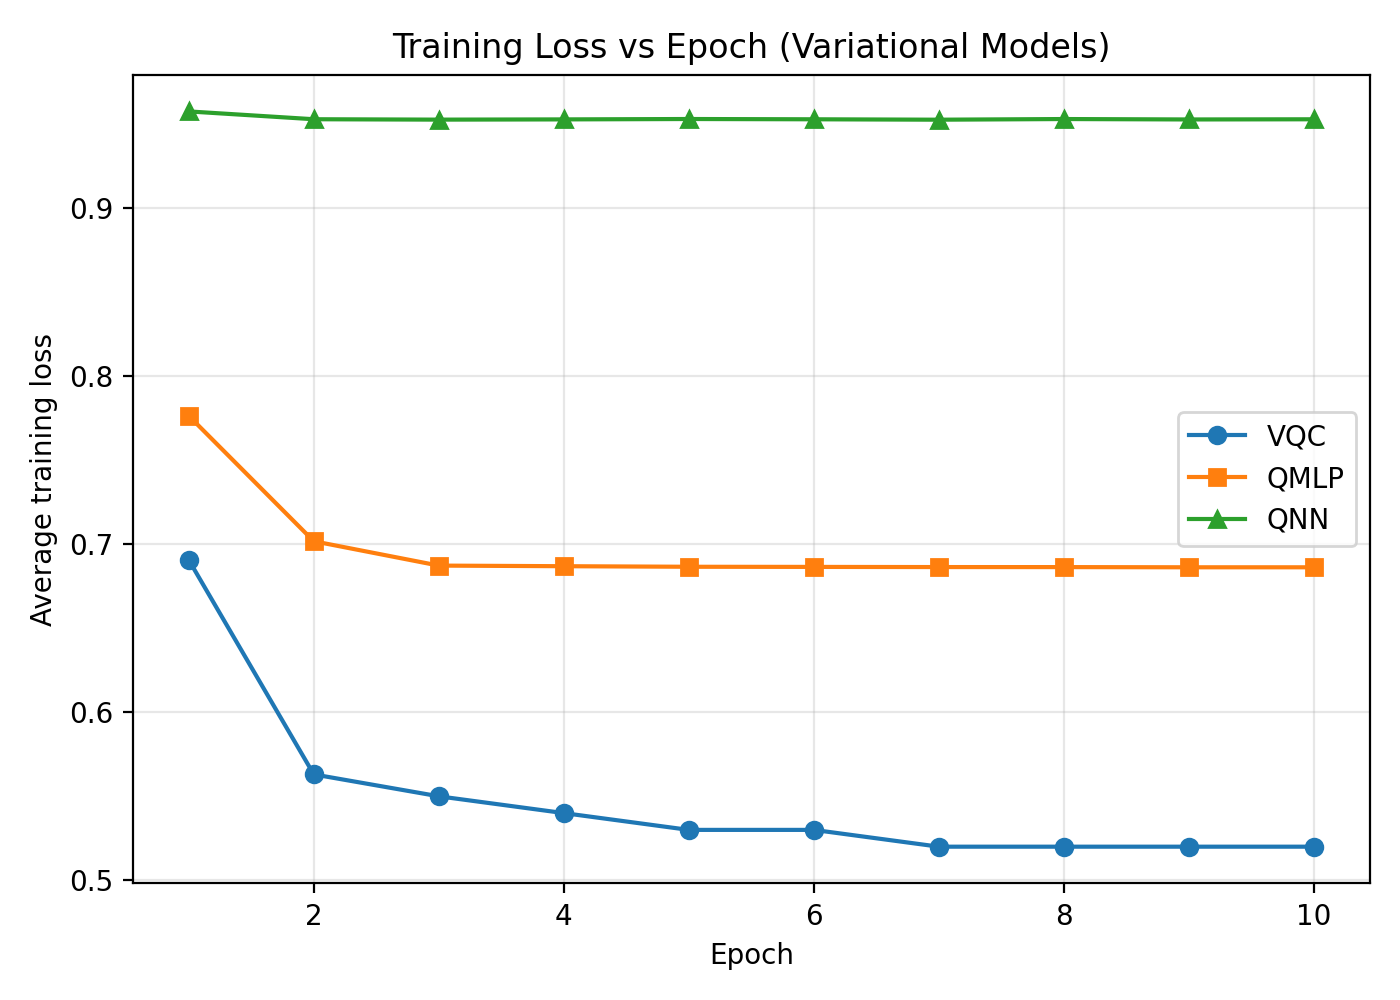 Training Loss vs Epoch (Variational Models)
Average training loss
0.9
0.8
0.7
0.6
0.5
VQC
QMLP
QNN
2 4 6 8 10
Epoch